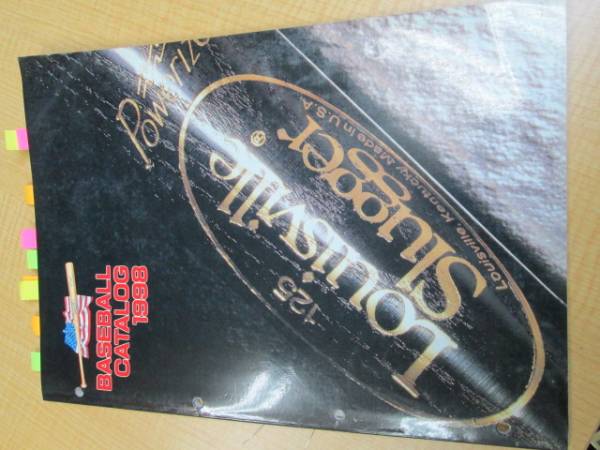 Powerized
125
Louisville
®
Slugger
Louisville, Kentucky Made in U.S.A
BASEBALL
CATALOG
1998